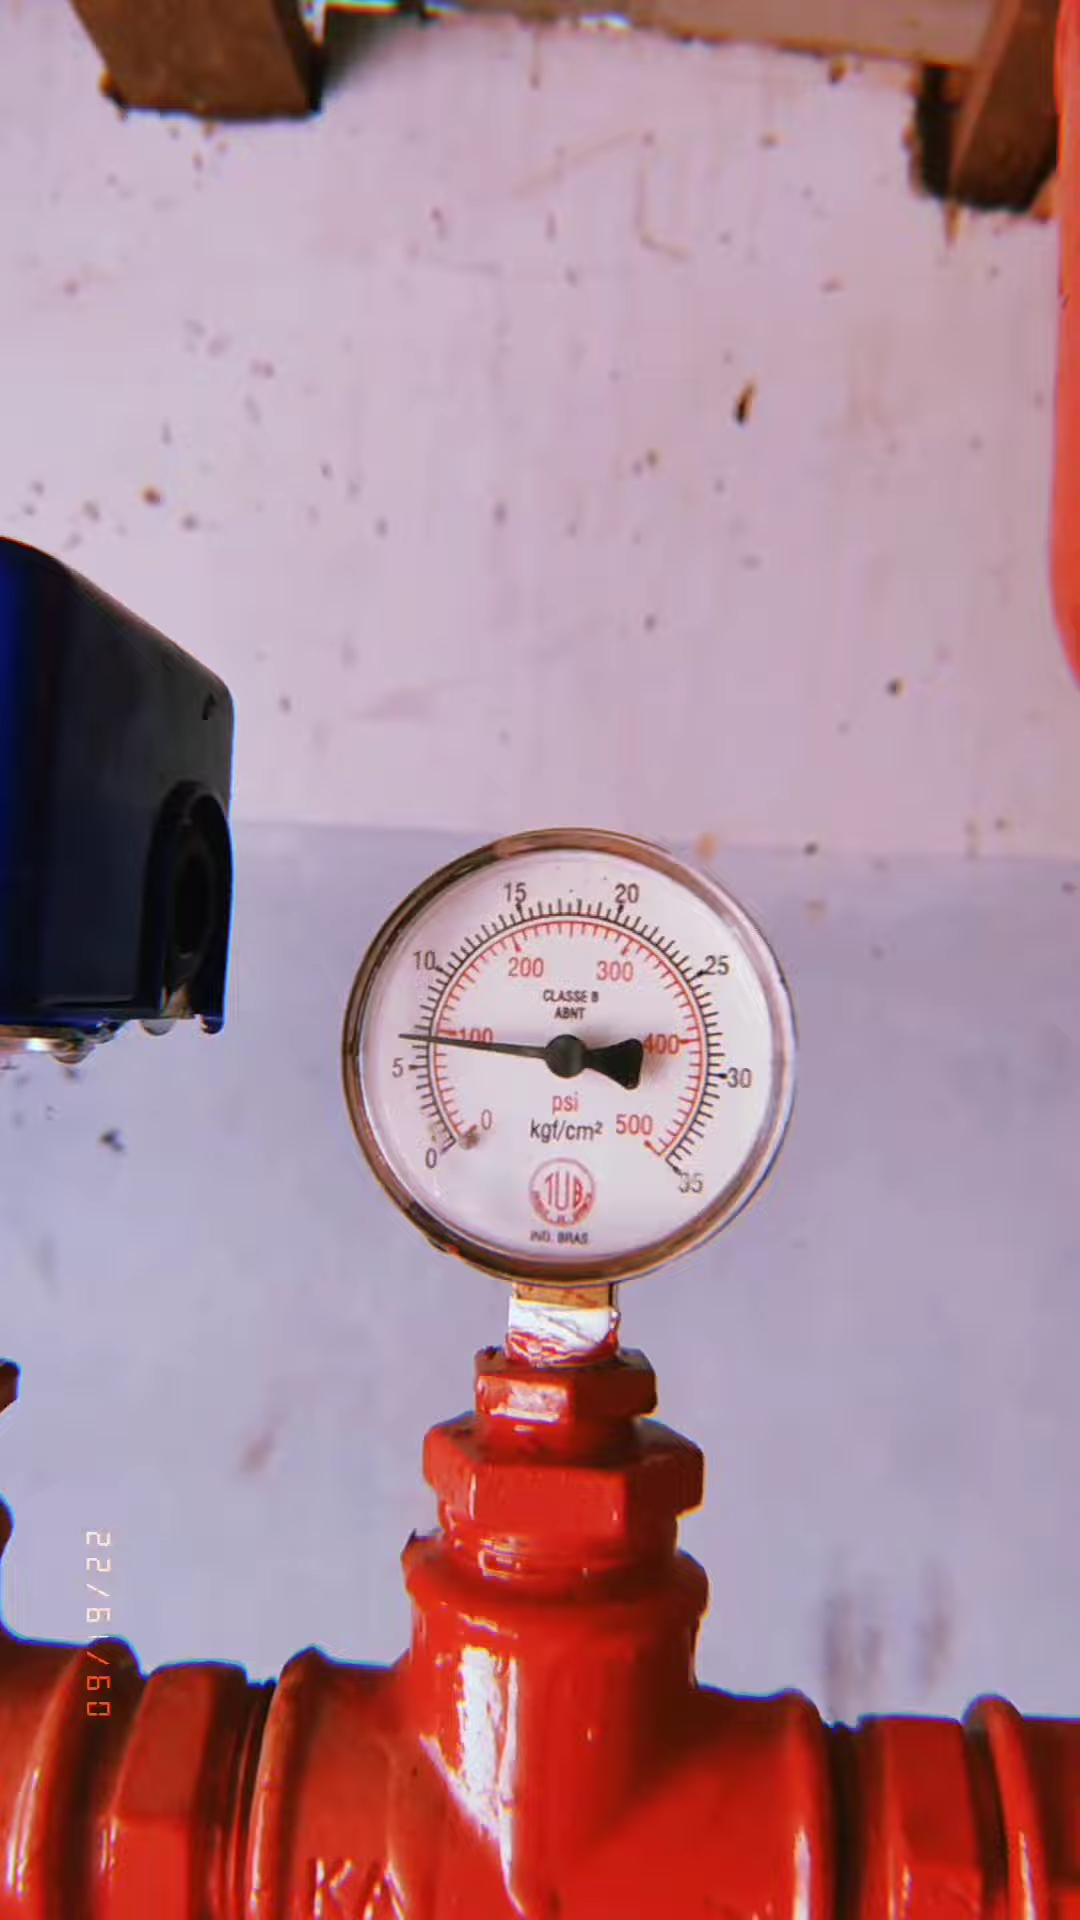 15 20
10 25
200 300
CLASSE B
ABNT
100 400
5 30
psi
0 500
kgf/cm²
0 35
TUB
IND. BRAS.
KA